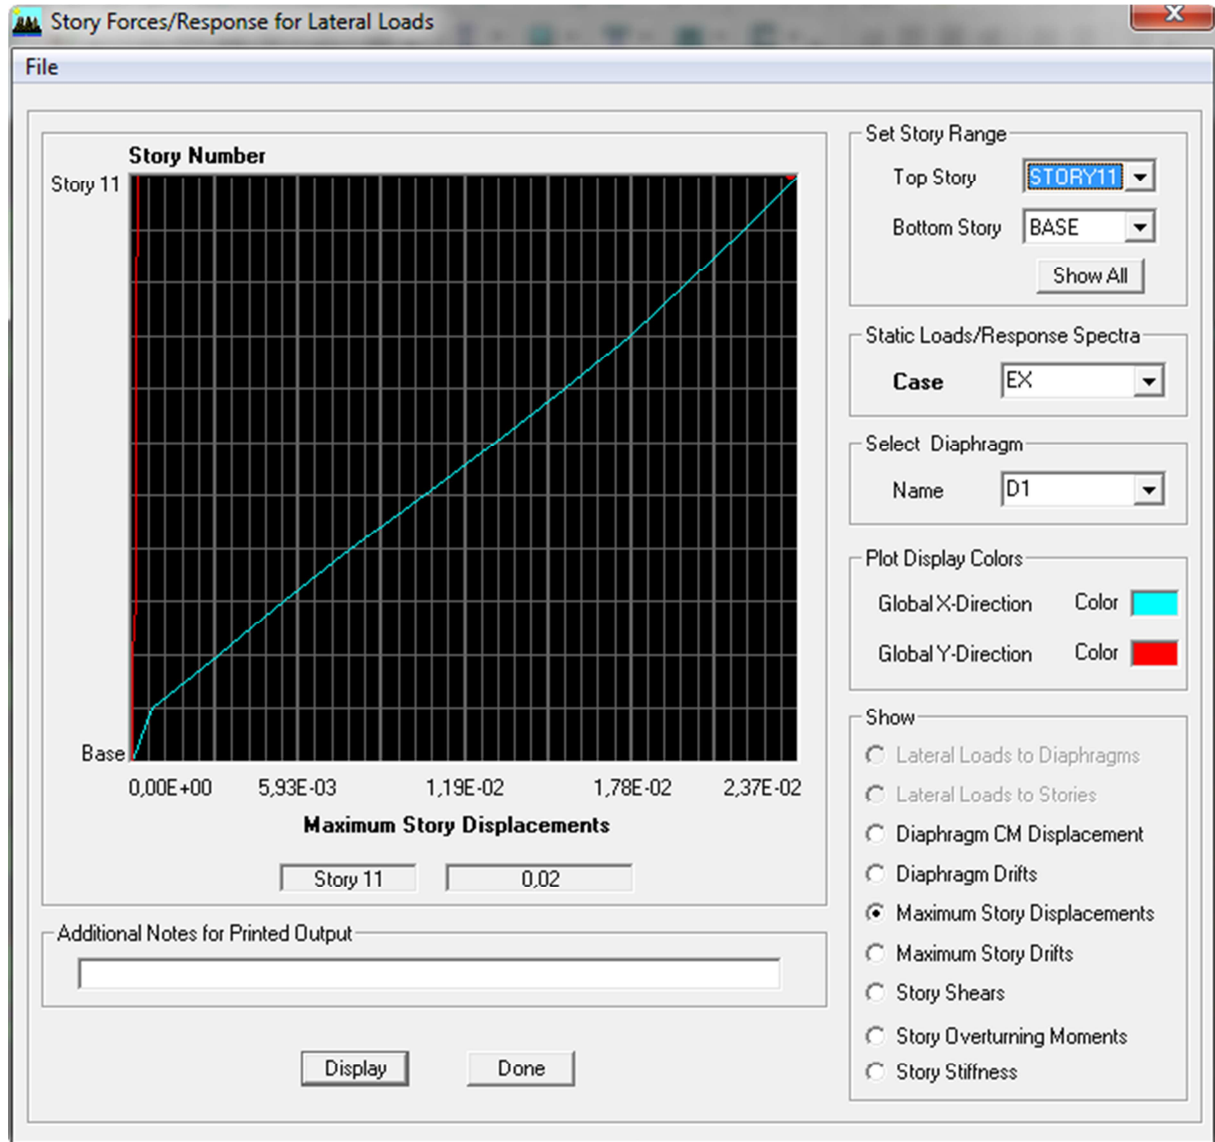 Story Forces/Response for Lateral Loads
X
File
Story Number
Story 11
Base
0,00E+00 5,93E-03 1,19E-02 1,78E-02 2,37E-02
Maximum Story Displacements
Story 11 0,02
Additional Notes for Printed Output
Display Done
Set Story Range
Top Story STORY11
Bottom Story BASE
Show All
Static Loads/Response Spectra
Case EX
Select Diaphragm
Name D1
Plot Display Colors
Global X-Direction Color
Global Y-Direction Color
Show
Lateral Loads to Diaphragms
Lateral Loads to Stories
Diaphragm CM Displacement
Diaphragm Drifts
Maximum Story Displacements
Maximum Story Drifts
Story Shears
Story Overturning Moments
Story Stiffness